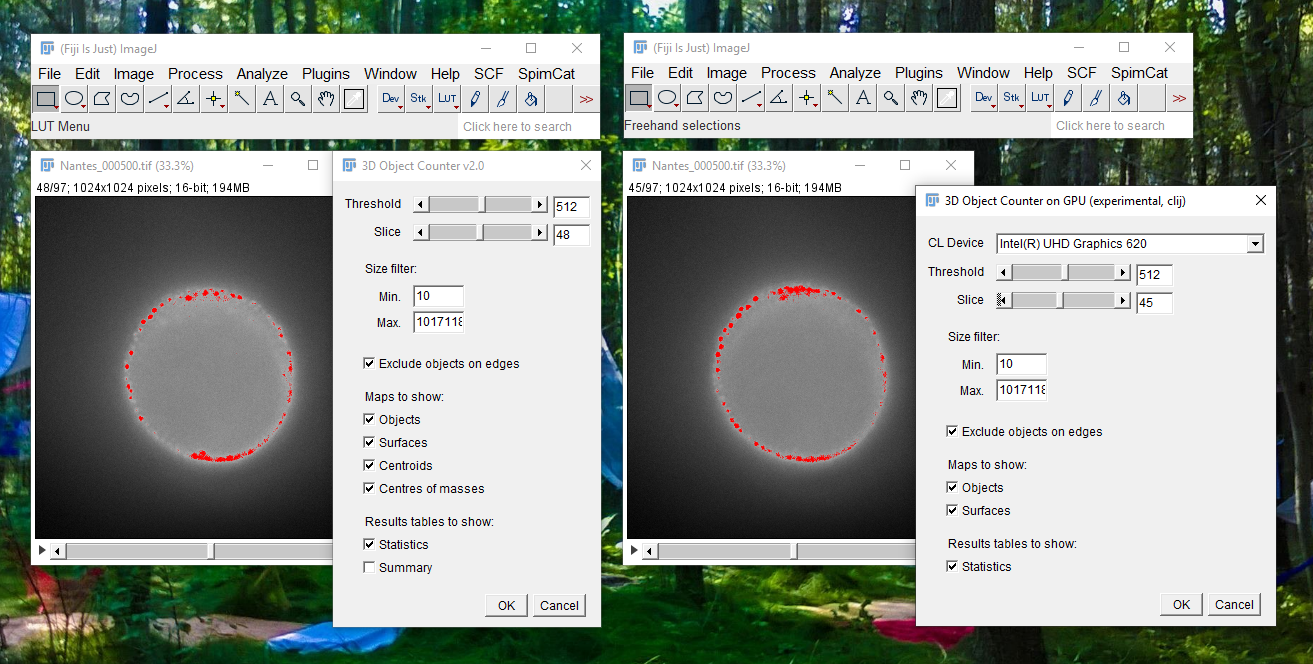 (Fiji Is Just) ImageJ
File Edit Image Process Analyze Plugins Window Help SCF SpimCat
Dev Stk LUT >>
LUT Menu Click here to search
Nantes_000500.tif (33.3%)
48/97; 1024x1024 pixels; 16-bit; 194MB
3D Object Counter v2.0
Threshold 512
Slice 48
Size filter:
Min. 10
Max. 1017118
Exclude objects on edges
Maps to show:
Objects
Surfaces
Centroids
Centres of masses
Results tables to show:
Statistics
Summary
OK Cancel
(Fiji Is Just) ImageJ
File Edit Image Process Analyze Plugins Window Help SCF SpimCat
Dev Stk LUT >>
Freehand selections Click here to search
Nantes_000500.tif (33.3%)
45/97; 1024x1024 pixels; 16-bit; 194MB
3D Object Counter on GPU (experimental, clij)
CL Device Intel(R) UHD Graphics 620
Threshold 512
Slice 45
Size filter:
Min. 10
Max. 1017118
Exclude objects on edges
Maps to show:
Objects
Surfaces
Results tables to show:
Statistics
OK Cancel